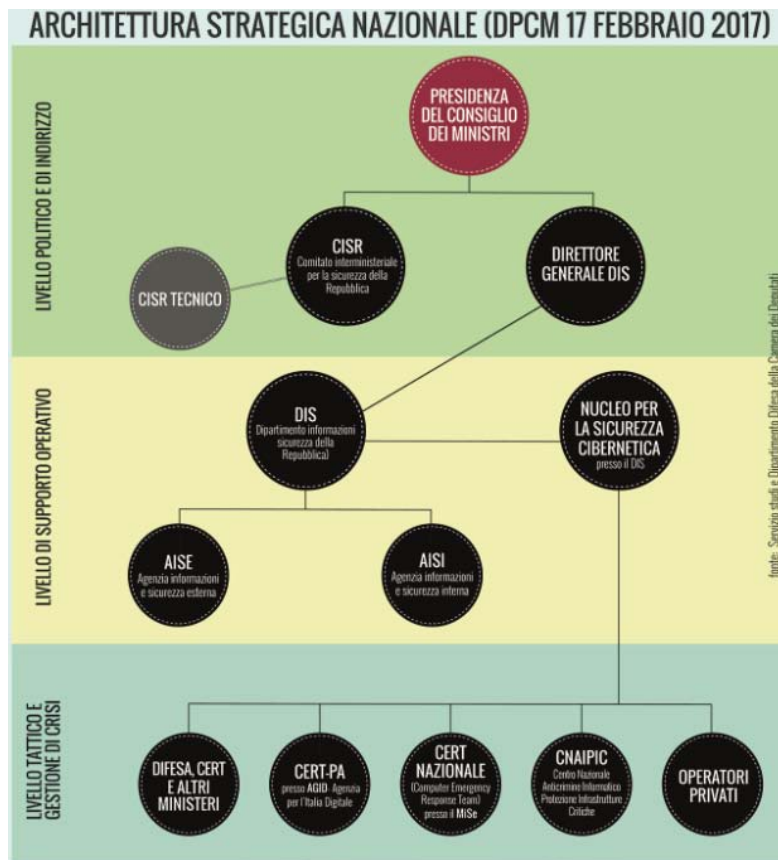 ARCHITETTURA STRATEGICA NAZIONALE (DPCM 17 FEBBRAIO 2017)
LIVELLO POLITICO E DI INDIRIZZO
PRESIDENZA
DEL CONSIGLIO
DEI MINISTRI
CISR
Comitato interministeriale
per la sicurezza della
Repubblica
DIRETTORE
GENERALE DIS
CISR TECNICO
LIVELLO DI SUPPORTO OPERATIVO
DIS
Dipartimento informazioni
sicurezza della
Repubblica)
NUCLEO PER
LA SICUREZZA
CIBERNETICA
presso il DIS
AISE
Agenzia informazioni
e sicurezza esterna
AISI
Agenzia informazioni
e sicurezza interna
LIVELLO TATTICO E
GESTIONE DI CRISI
DIFESA, CERT
E ALTRI
MINISTERI
CERT-PA
presso AGID- Agenzia
per l'Italia Digitale
CERT
NAZIONALE
(Computer Emergency
Response Team)
presso il MiSe
CNAIPIC
Centro Nazionale
Anticrimine Informatico
Protezione Infrastrutture
Critiche
OPERATORI
PRIVATI
fonte: Servizio studi e Dipartimento Difesa della Camera dei Deputati